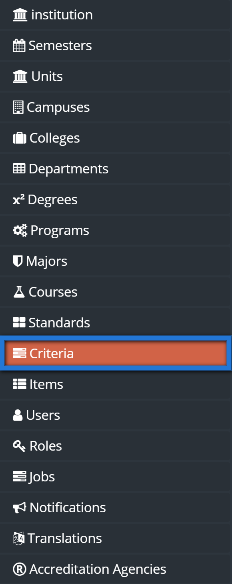 institution
Semesters
Units
Campuses
Colleges
Departments
x² Degrees
Programs
Majors
Courses
Standards
Criteria
Items
Users
Roles
Jobs
Notifications
Translations
® Accreditation Agencies